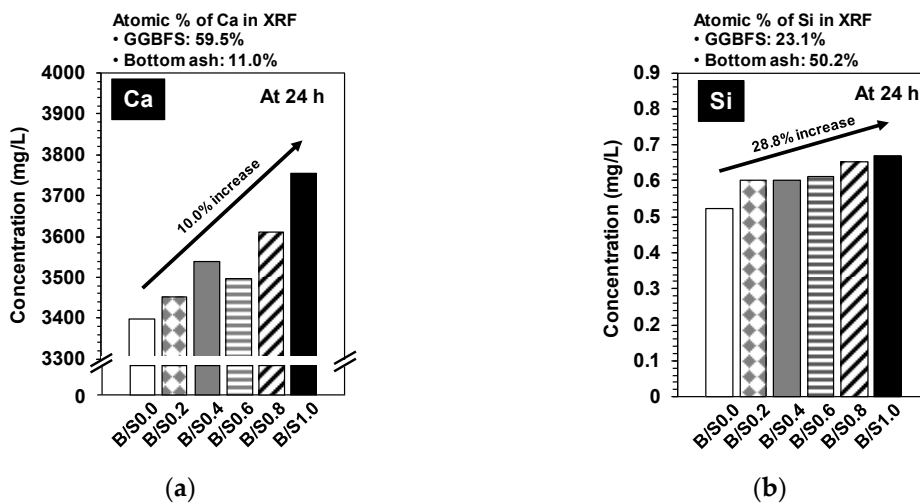 Atomic % of Ca in XRF
• GGBFS: 59.5%
• Bottom ash: 11.0%
4000
3900
3800
3700
3600
3500
3400
3300
0
Concentration (mg/L)
Ca
At 24 h
10.0% increase
B/S0.0
B/S0.2
B/S0.4
B/S0.6
B/S0.8
B/S1.0
(a)
Atomic % of Si in XRF
• GGBFS: 23.1%
• Bottom ash: 50.2%
0.9
0.8
0.7
0.6
0.5
0.4
0.3
0.2
0.1
0
Concentration (mg/L)
Si
At 24 h
28.8% increase
B/S0.0
B/S0.2
B/S0.4
B/S0.6
B/S0.8
B/S1.0
(b)